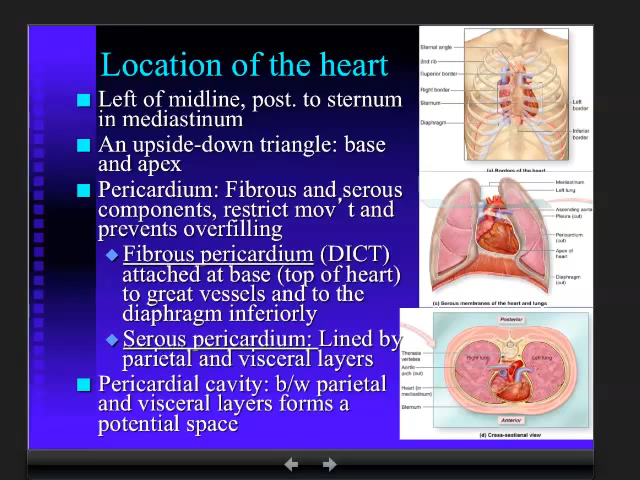 Location of the heart
Left of midline, post. to sternum
in mediastinum
An upside-down triangle: base
and apex
Pericardium: Fibrous and serous
components, restrict mov't and
prevents overfilling
Fibrous pericardium (DICT)
attached at base (top of heart)
to great vessels and to the
diaphragm inferiorly
Serous pericardium: Lined by
parietal and visceral layers
Pericardial cavity: b/w parietal
and visceral layers forms a
potential space
Sternal angle
2nd rib
Superior border
Right border
Sternum
Diaphragm
Left
border
Inferior
border
(a) Borders of the heart
Mediastinum
Left lung
Ascending aorta
Pleura (cut)
Pericardium
(cut)
Apex of
heart
Diaphragm
(cut)
(c) Serous membranes of the heart and lungs
Posterior
Thoracic
vertebra
Aortic
arch (cut)
Heart (in
mediastinum)
Sternum
Right lung
Left lung
Anterior
(d) Cross-sectional view